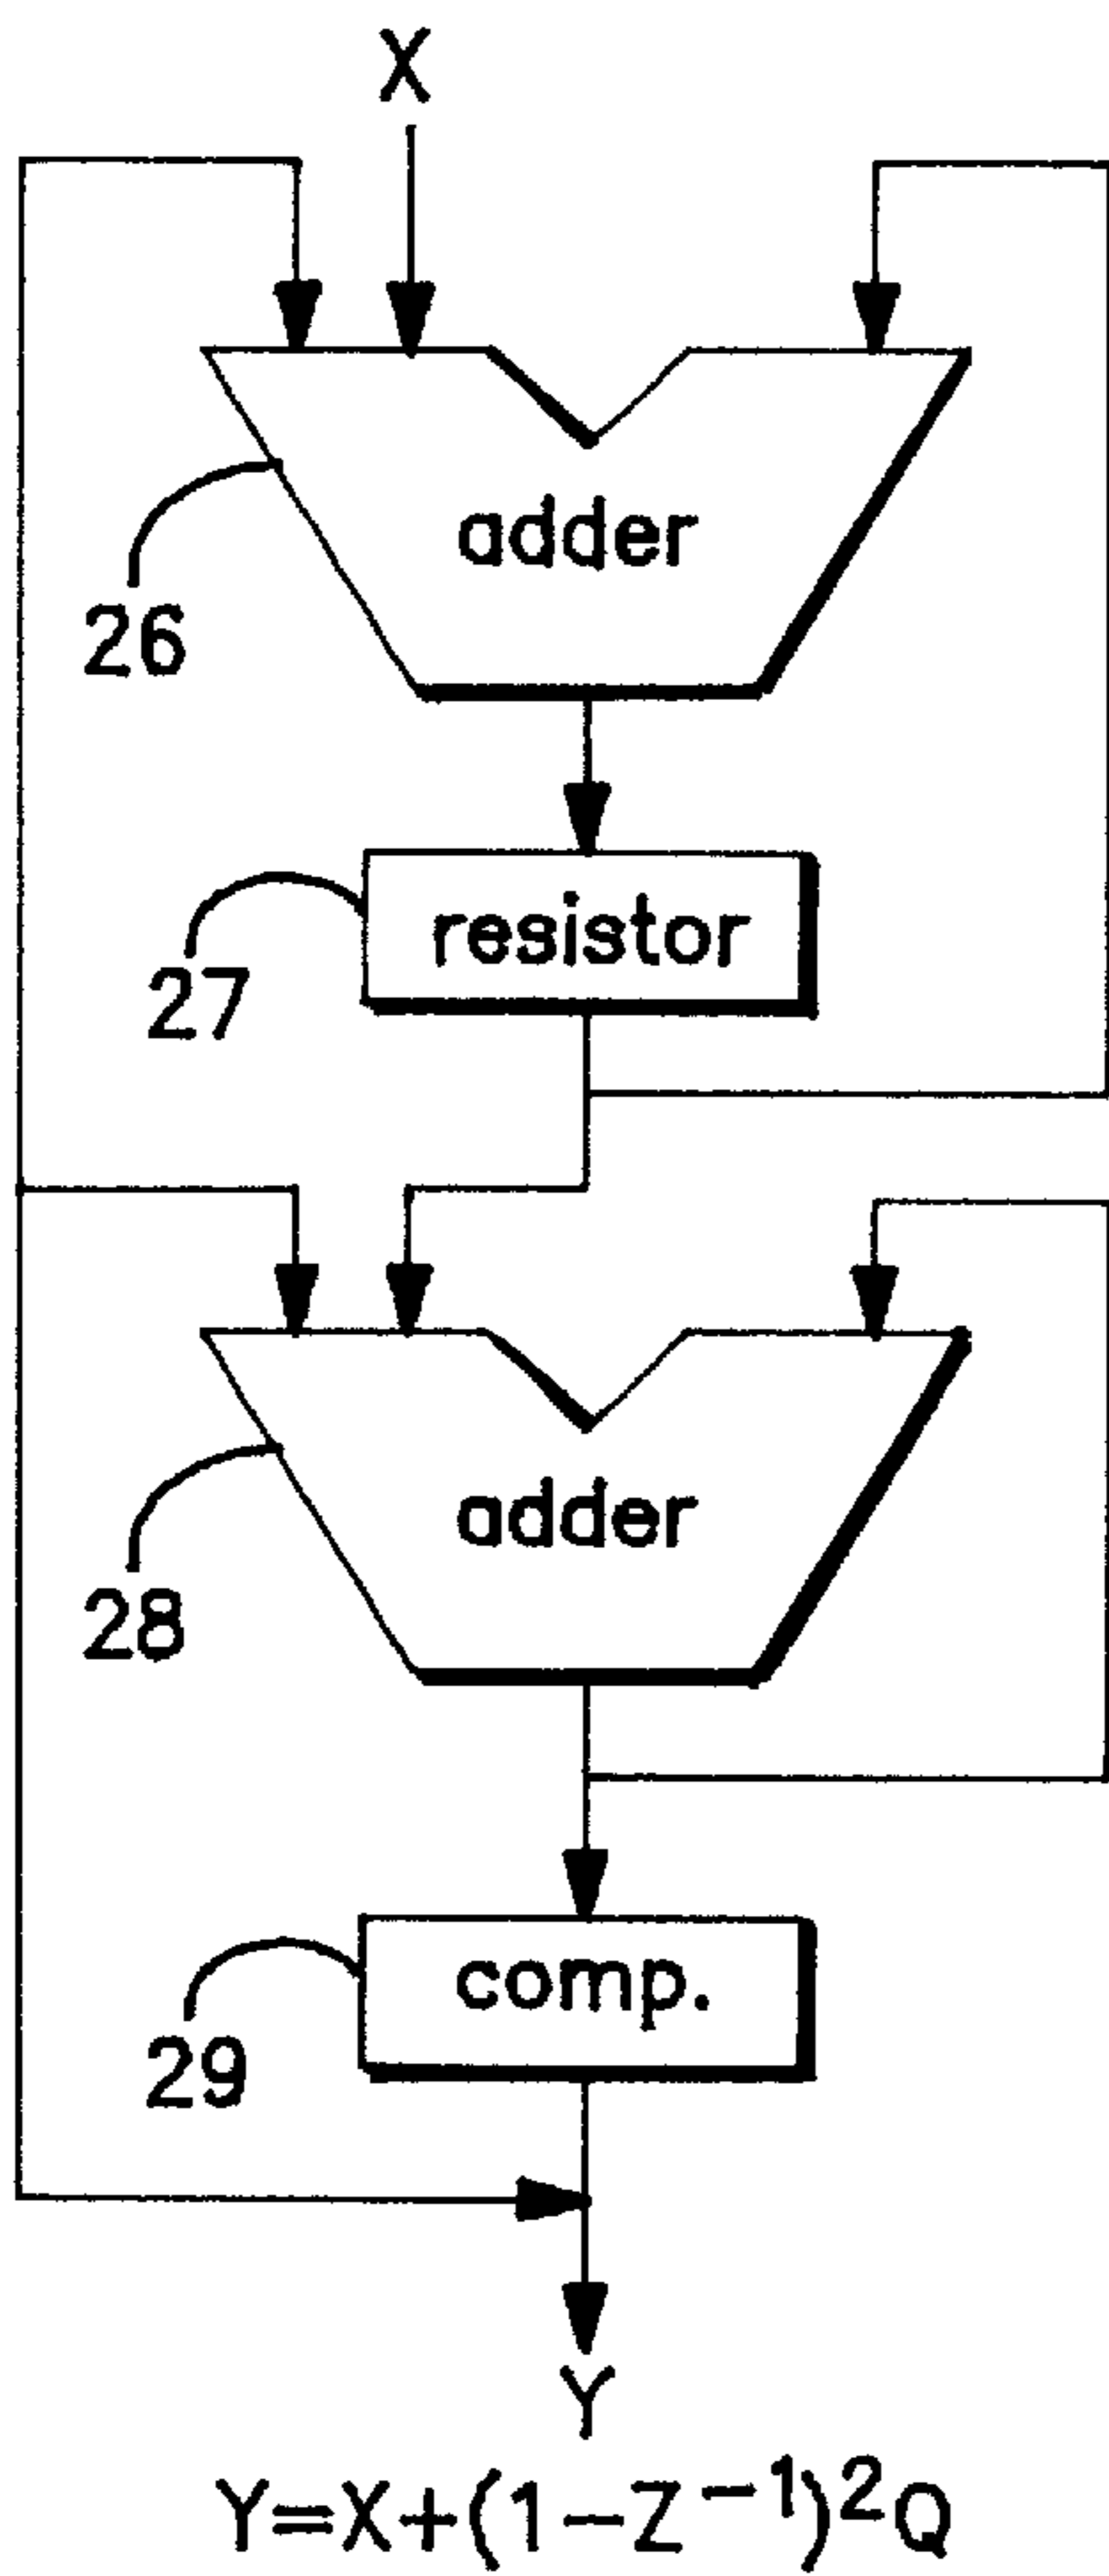 X
adder
26
resistor
27
adder
28
comp.
29
Y
Y=X+(1-Z⁻¹)²Q